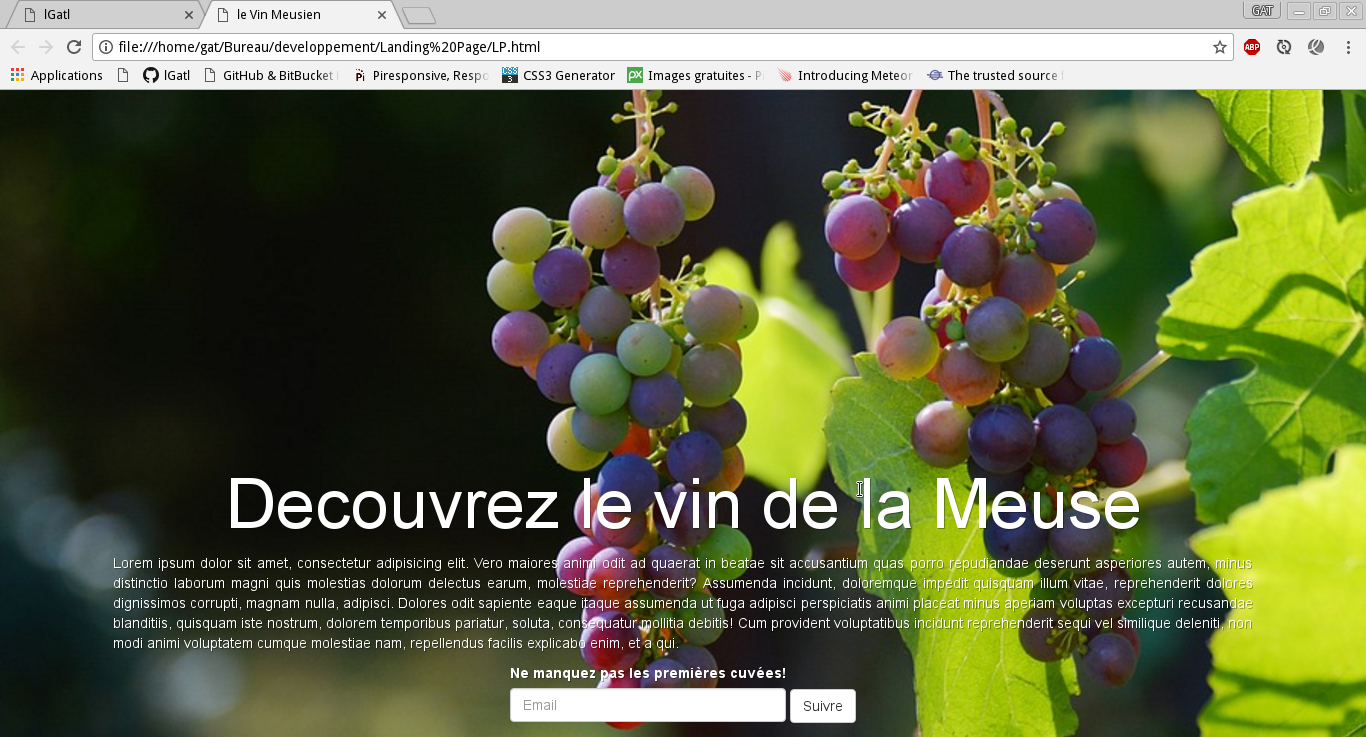 lGatl
le Vin Meusien
GAT
file:///home/gat/Bureau/developpement/Landing%20Page/LP.html
ABP
Applications
lGatl
GitHub & BitBucket
Piresponsive, Respo
CSS3 Generator
Images gratuites - P
Introducing Meteor
The trusted source
Decouvrez le vin de la Meuse
Lorem ipsum dolor sit amet, consectetur adipisicing elit. Vero maiores animi odit ad quaerat in beatae sit accusantium quas porro repudiandae deserunt asperiores autem, minus
distinctio laborum magni quis molestias dolorum delectus earum, molestiae reprehenderit? Assumenda incidunt, doloremque impedit quisquam illum vitae, reprehenderit dolores
dignissimos corrupti, magnam nulla, adipisci. Dolores odit sapiente eaque itaque assumenda ut fuga adipisci perspiciatis animi placeat minus aperiam voluptas excepturi recusandae
blanditiis, quisquam iste nostrum, dolorem temporibus pariatur, soluta, consequatur mollitia debitis! Cum provident voluptatibus incidunt reprehenderit sequi vel similique deleniti, non
modi animi voluptatem cumque molestiae nam, repellendus facilis explicabo enim, et a qui.
Ne manquez pas les premières cuvées!
Email
Suivre